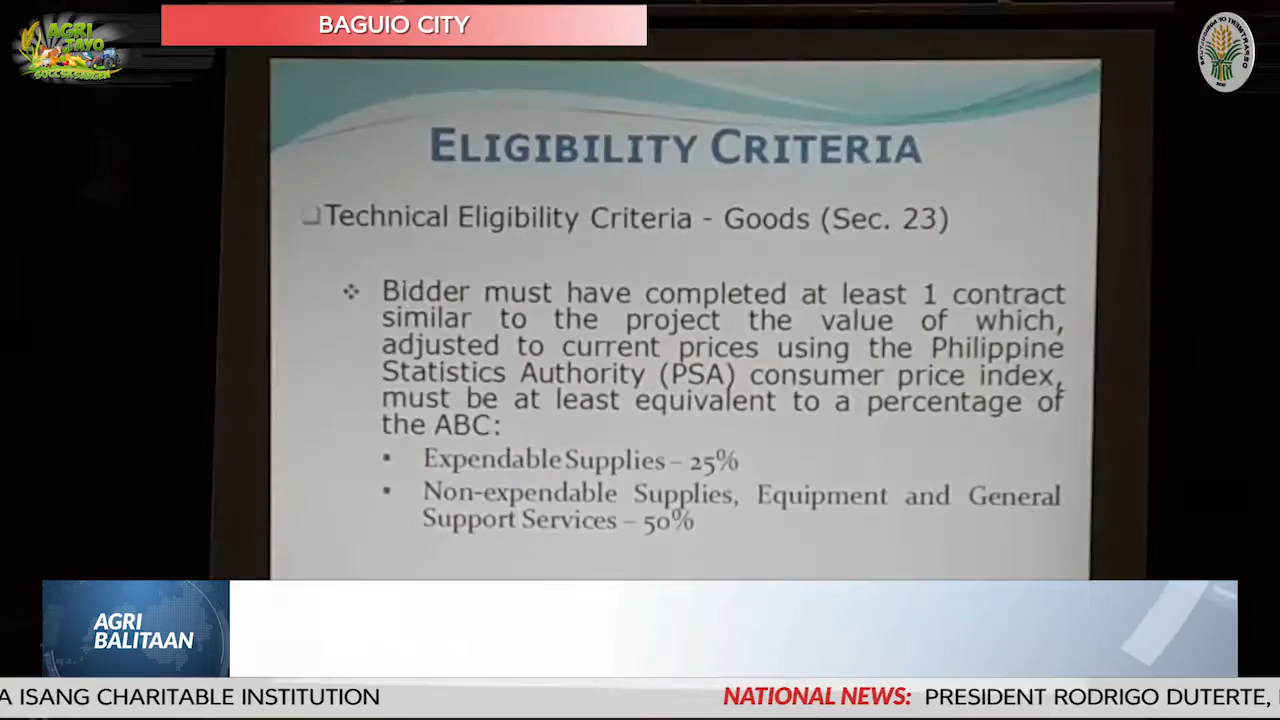 BAGUIO CITY
AGRI
TAYO
SOCCSKSARGEN
ELIGIBILITY CRITERIA
Technical Eligibility Criteria - Goods (Sec. 23)
Bidder must have completed at least 1 contract
similar to the project the value of which,
adjusted to current prices using the Philippine
Statistics Authority (PSA) consumer price index,
must be at least equivalent to a percentage of
the ABC:
Expendable Supplies – 25%
Non-expendable Supplies, Equipment and General
Support Services – 50%
AGRI
BALITAAN
A ISANG CHARITABLE INSTITUTION
NATIONAL NEWS: PRESIDENT RODRIGO DUTERTE,